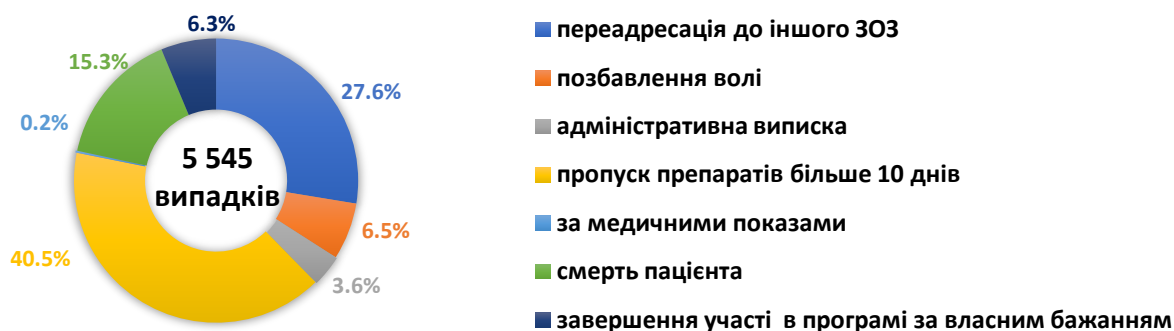 6.3%
15.3%
27.6%
0.2%
5 545
випадків
40.5%
6.5%
3.6%
переадресація до іншого ЗОЗ
позбавлення волі
адміністративна виписка
пропуск препаратів більше 10 днів
за медичними показами
смерть пацієнта
завершення участі в програмі за власним бажанням